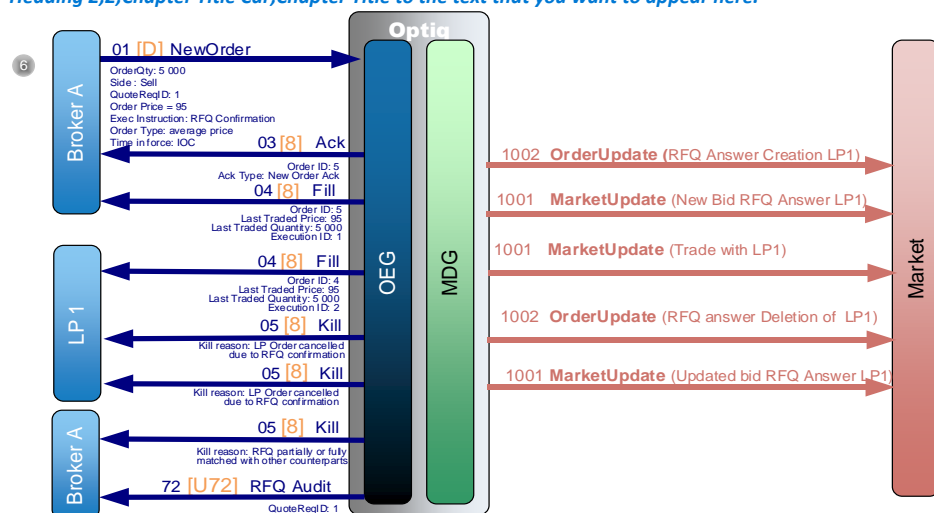 Heading 2,2,Chapter Title Car,Chapter Title to the text that you want to appear here.
Optiq
6
Broker A
01 [D] NewOrder
OrderQty: 5 000
Side : Sell
QuoteReqID: 1
Order Price = 95
Exec Instruction: RFQ Confirmation
Order Type: average price
Time in force: IOC
03 [8] Ack
Order ID: 5
Ack Type: New Order Ack
04 [8] Fill
Order ID: 5
Last Traded Price: 95
Last Traded Quantity: 5 000
Execution ID: 1
LP 1
04 [8] Fill
Order ID: 4
Last Traded Price: 95
Last Traded Quantity: 5 000
Execution ID: 2
05 [8] Kill
Kill reason: LP Order cancelled
due to RFQ confirmation
05 [8] Kill
Kill reason: LP Order cancelled
due to RFQ confirmation
Broker A
05 [8] Kill
Kill reason: RFQ partially or fully
matched with other counterparts
72 [U72] RFQ Audit
QuoteReqID: 1
OEG
MDG
1002 OrderUpdate (RFQ Answer Creation LP1)
1001 MarketUpdate (New Bid RFQ Answer LP1)
1001 MarketUpdate (Trade with LP1)
1002 OrderUpdate (RFQ answer Deletion of LP1)
1001 MarketUpdate (Updated bid RFQ Answer LP1)
Market